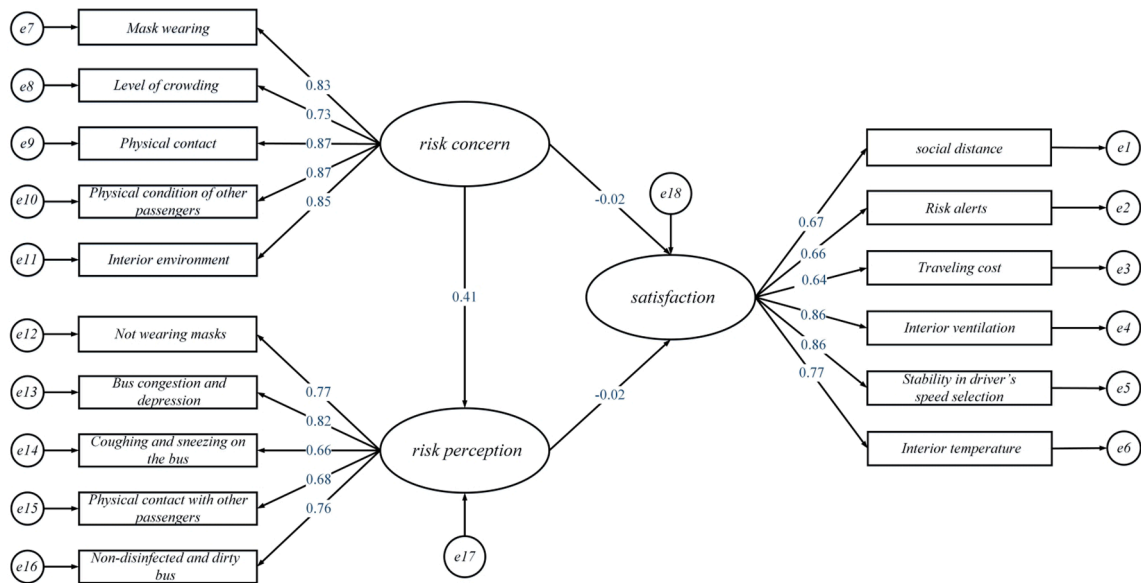 e7
Mask wearing
e8
Level of crowding
e9
Physical contact
e10
Physical condition of other
passengers
e11
Interior environment
0.83
0.73
0.87
0.87
0.85
risk concern
e12
Not wearing masks
e13
Bus congestion and
depression
e14
Coughing and sneezing on
the bus
e15
Physical contact with other
passengers
e16
Non-disinfected and dirty
bus
0.77
0.82
0.66
0.68
0.76
risk perception
e17
0.41
-0.02
-0.02
e18
satisfaction
0.67
0.66
0.64
0.86
0.86
0.77
social distance
e1
Risk alerts
e2
Traveling cost
e3
Interior ventilation
e4
Stability in driver's
speed selection
e5
Interior temperature
e6